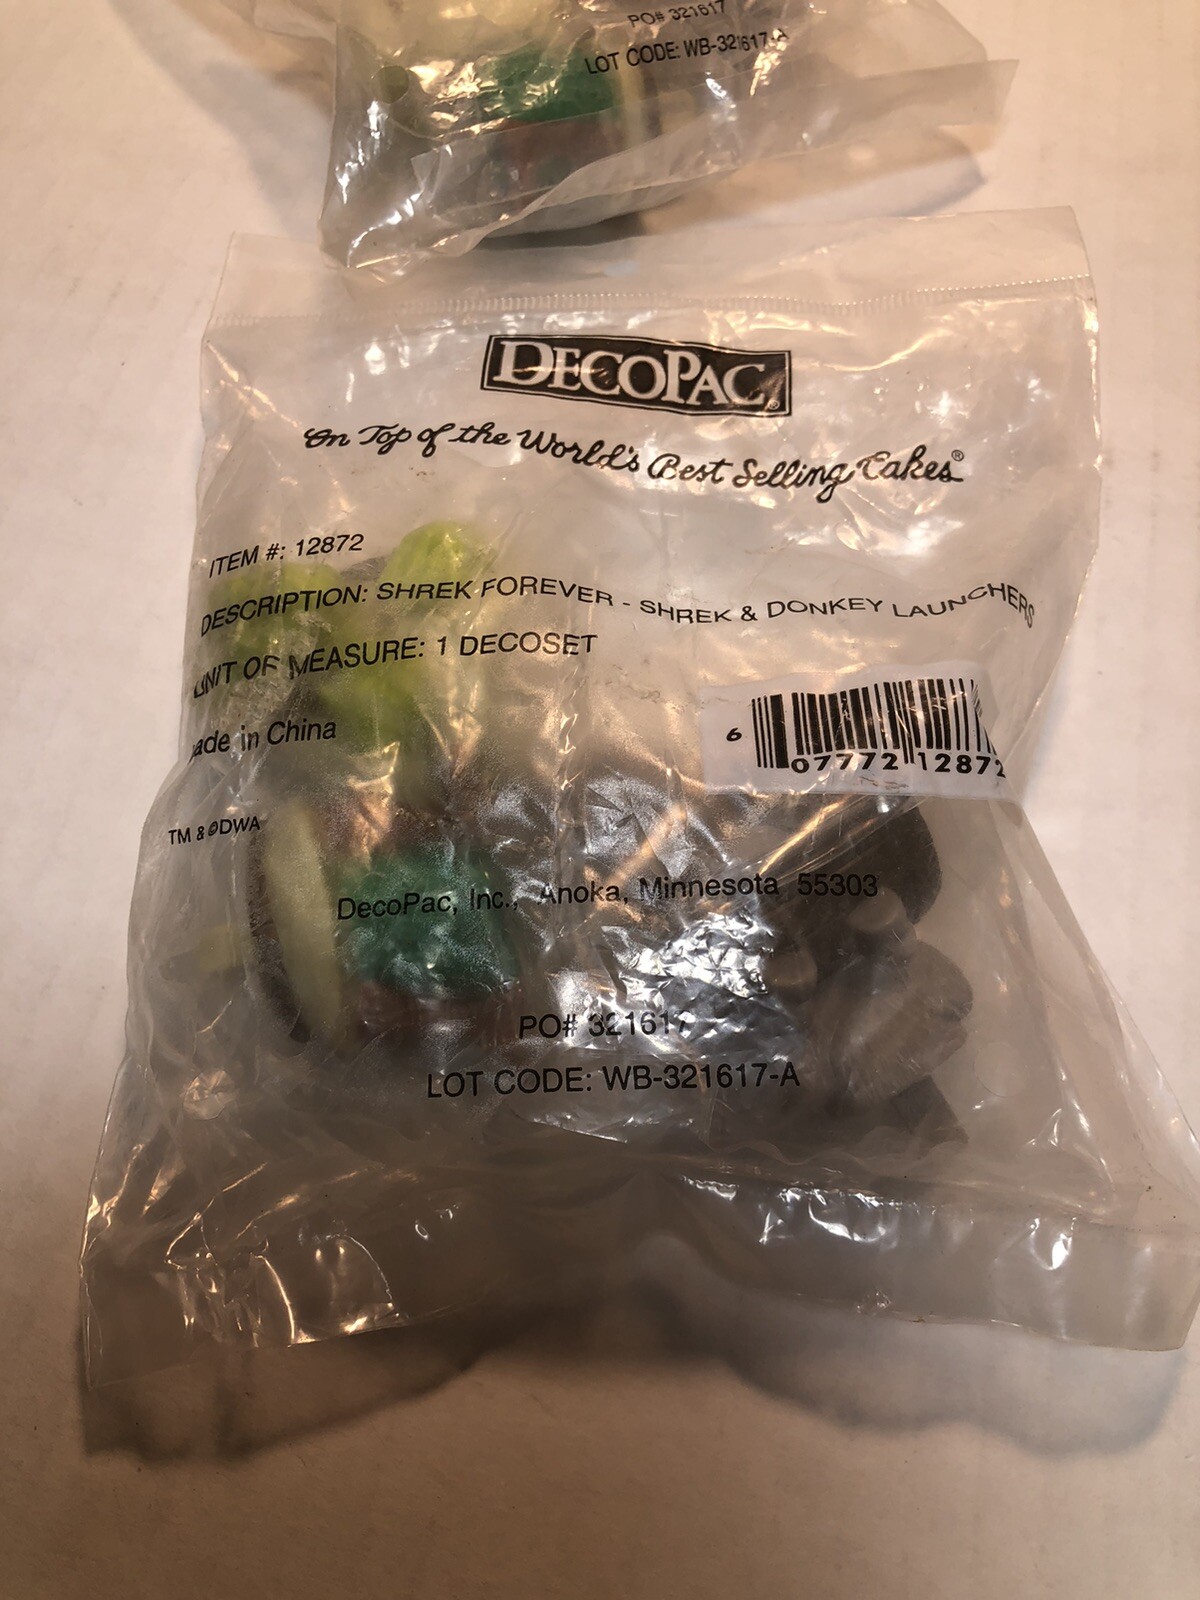 PO# 321617
LOT CODE: WB-321617-A
DECOPAC®
On Top of the World's Best Selling Cakes®
ITEM #: 12872
DESCRIPTION: SHREK FOREVER - SHREK & DONKEY LAUNCHERS
UNIT OF MEASURE: 1 DECOSET
ade in China
6 07772 12872
TM & ©DWA
DecoPac, Inc., Anoka, Minnesota 55303
PO# 321617
LOT CODE: WB-321617-A